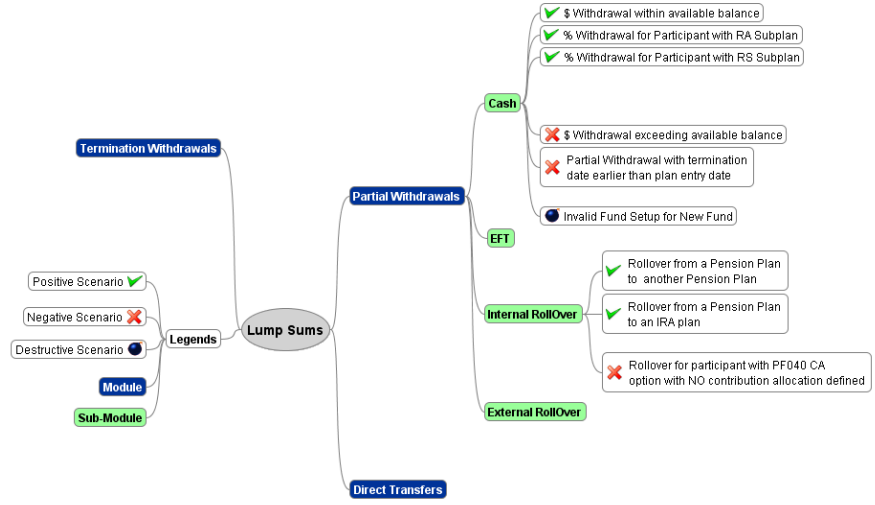 $ Withdrawal within available balance
% Withdrawal for Participant with RA Subplan
% Withdrawal for Participant with RS Subplan
Cash
$ Withdrawal exceeding available balance
Partial Withdrawal with termination
date earlier than plan entry date
Invalid Fund Setup for New Fund
Termination Withdrawals
Partial Withdrawals
EFT
Rollover from a Pension Plan
to another Pension Plan
Internal RollOver
Rollover from a Pension Plan
to an IRA plan
Rollover for participant with PF040 CA
option with NO contribution allocation defined
External RollOver
Lump Sums
Positive Scenario
Negative Scenario
Legends
Destructive Scenario
Module
Sub-Module
Direct Transfers